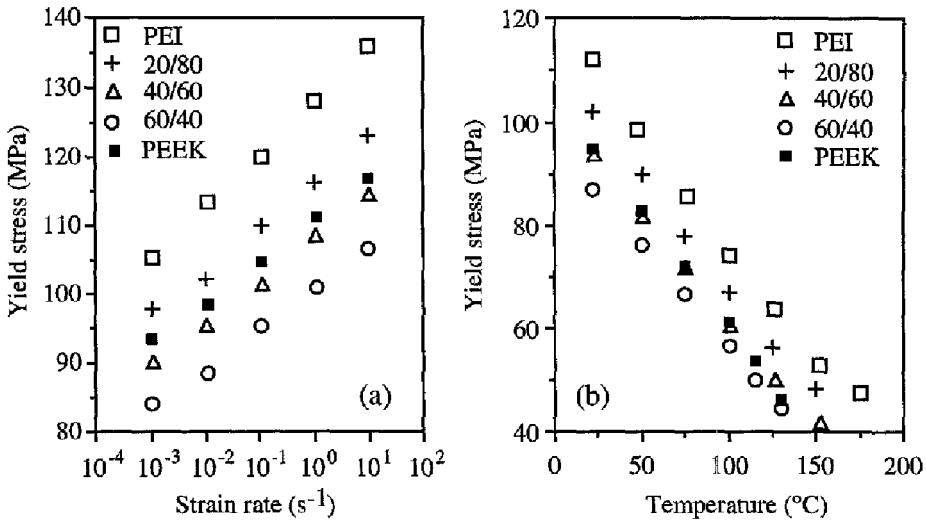 140
130
120
110
100
90
80
Yield stress (MPa)
PEI
20/80
40/60
60/40
PEEK
(a)
10⁻⁴ 10⁻³ 10⁻² 10⁻¹ 10⁰ 10¹ 10²
Strain rate (s⁻¹)
120
100
80
60
40
Yield stress (MPa)
PEI
20/80
40/60
60/40
PEEK
(b)
0 50 100 150 200
Temperature (ºC)